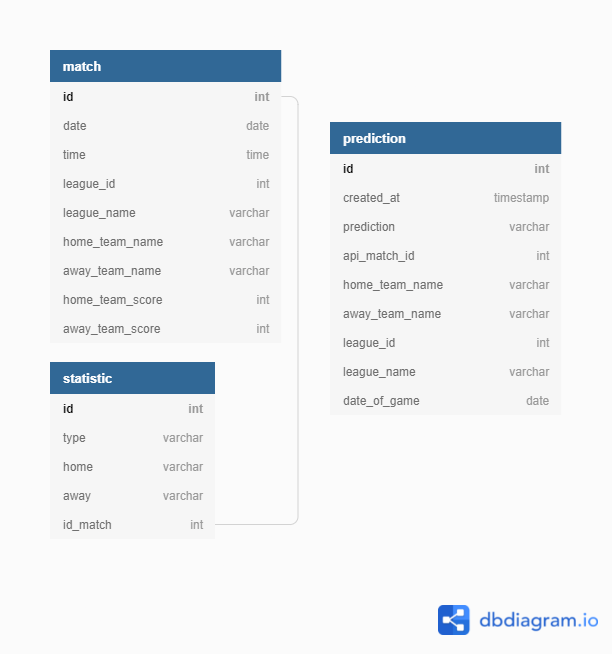 match
id int
date date
time time
league_id int
league_name varchar
home_team_name varchar
away_team_name varchar
home_team_score int
away_team_score int
statistic
id int
type varchar
home varchar
away varchar
id_match int
prediction
id int
created_at timestamp
prediction varchar
api_match_id int
home_team_name varchar
away_team_name varchar
league_id int
league_name varchar
date_of_game date
dbdiagram.io